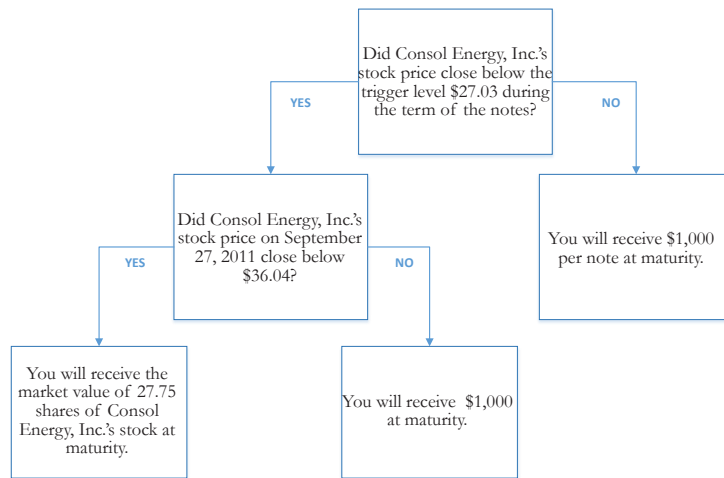 Did Consol Energy, Inc.'s
stock price close below the
trigger level $27.03 during
the term of the notes?
YES
NO
Did Consol Energy, Inc.'s
stock price on September
27, 2011 close below
$36.04?
You will receive $1,000
per note at maturity.
YES
NO
You will receive the
market value of 27.75
shares of Consol
Energy, Inc.'s stock at
maturity.
You will receive $1,000
at maturity.